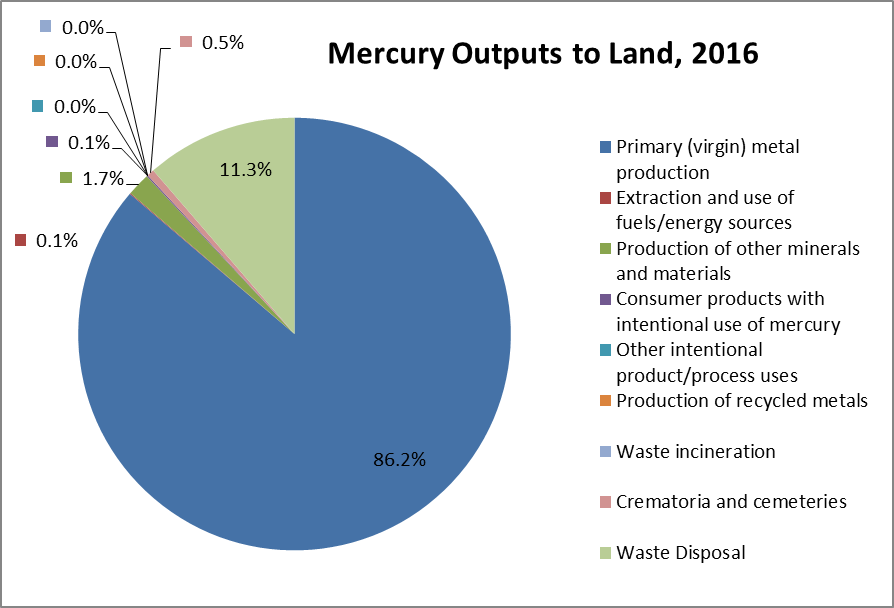 Mercury Outputs to Land, 2016
0.0%
0.5%
0.0%
0.0%
0.1%
1.7%
0.1%
11.3%
86.2%
Primary (virgin) metal
production
Extraction and use of
fuels/energy sources
Production of other minerals
and materials
Consumer products with
intentional use of mercury
Other intentional
product/process uses
Production of recycled metals
Waste incineration
Crematoria and cemeteries
Waste Disposal